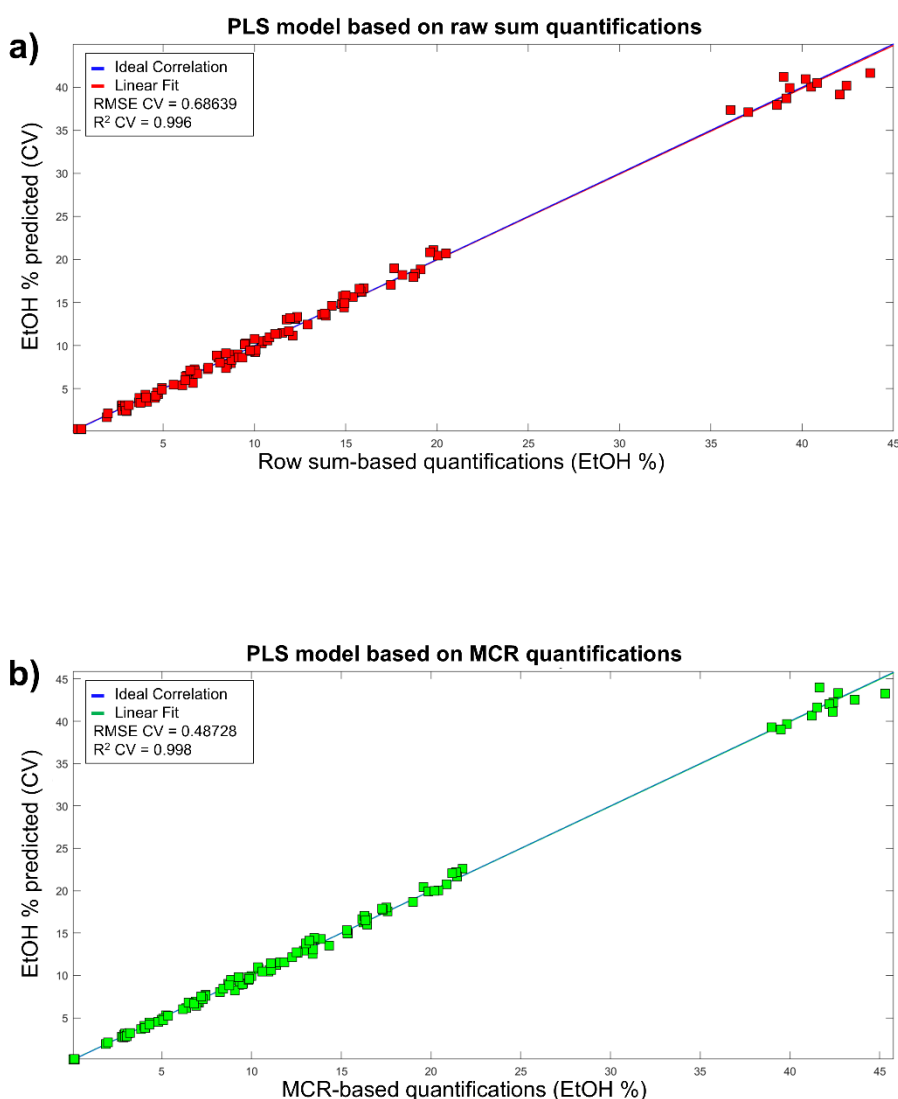 PLS model based on raw sum quantifications
a)
Ideal Correlation
Linear Fit
RMSE CV = 0.68639
R² CV = 0.996
EtOH % predicted (CV)
40
35
30
25
20
15
10
5
5 10 15 20 25 30 35 40 45
Row sum-based quantifications (EtOH %)
PLS model based on MCR quantifications
b)
Ideal Correlation
Linear Fit
RMSE CV = 0.48728
R² CV = 0.998
EtOH % predicted (CV)
45
40
35
30
25
20
15
10
5
5 10 15 20 25 30 35 40 45
MCR-based quantifications (EtOH %)